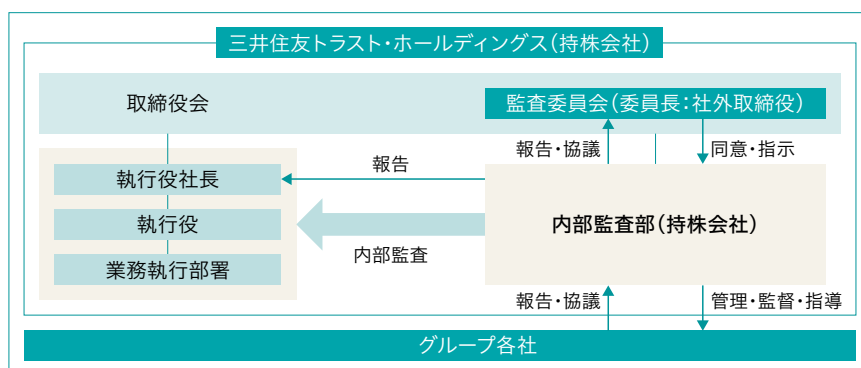 三井住友トラスト・ホールディングス（持株会社）
取締役会
監査委員会（委員長：社外取締役）
報告・協議
同意・指示
報告
執行役社長
執行役
内部監査部（持株会社）
内部監査
業務執行部署
報告・協議
管理・監督・指導
グループ各社